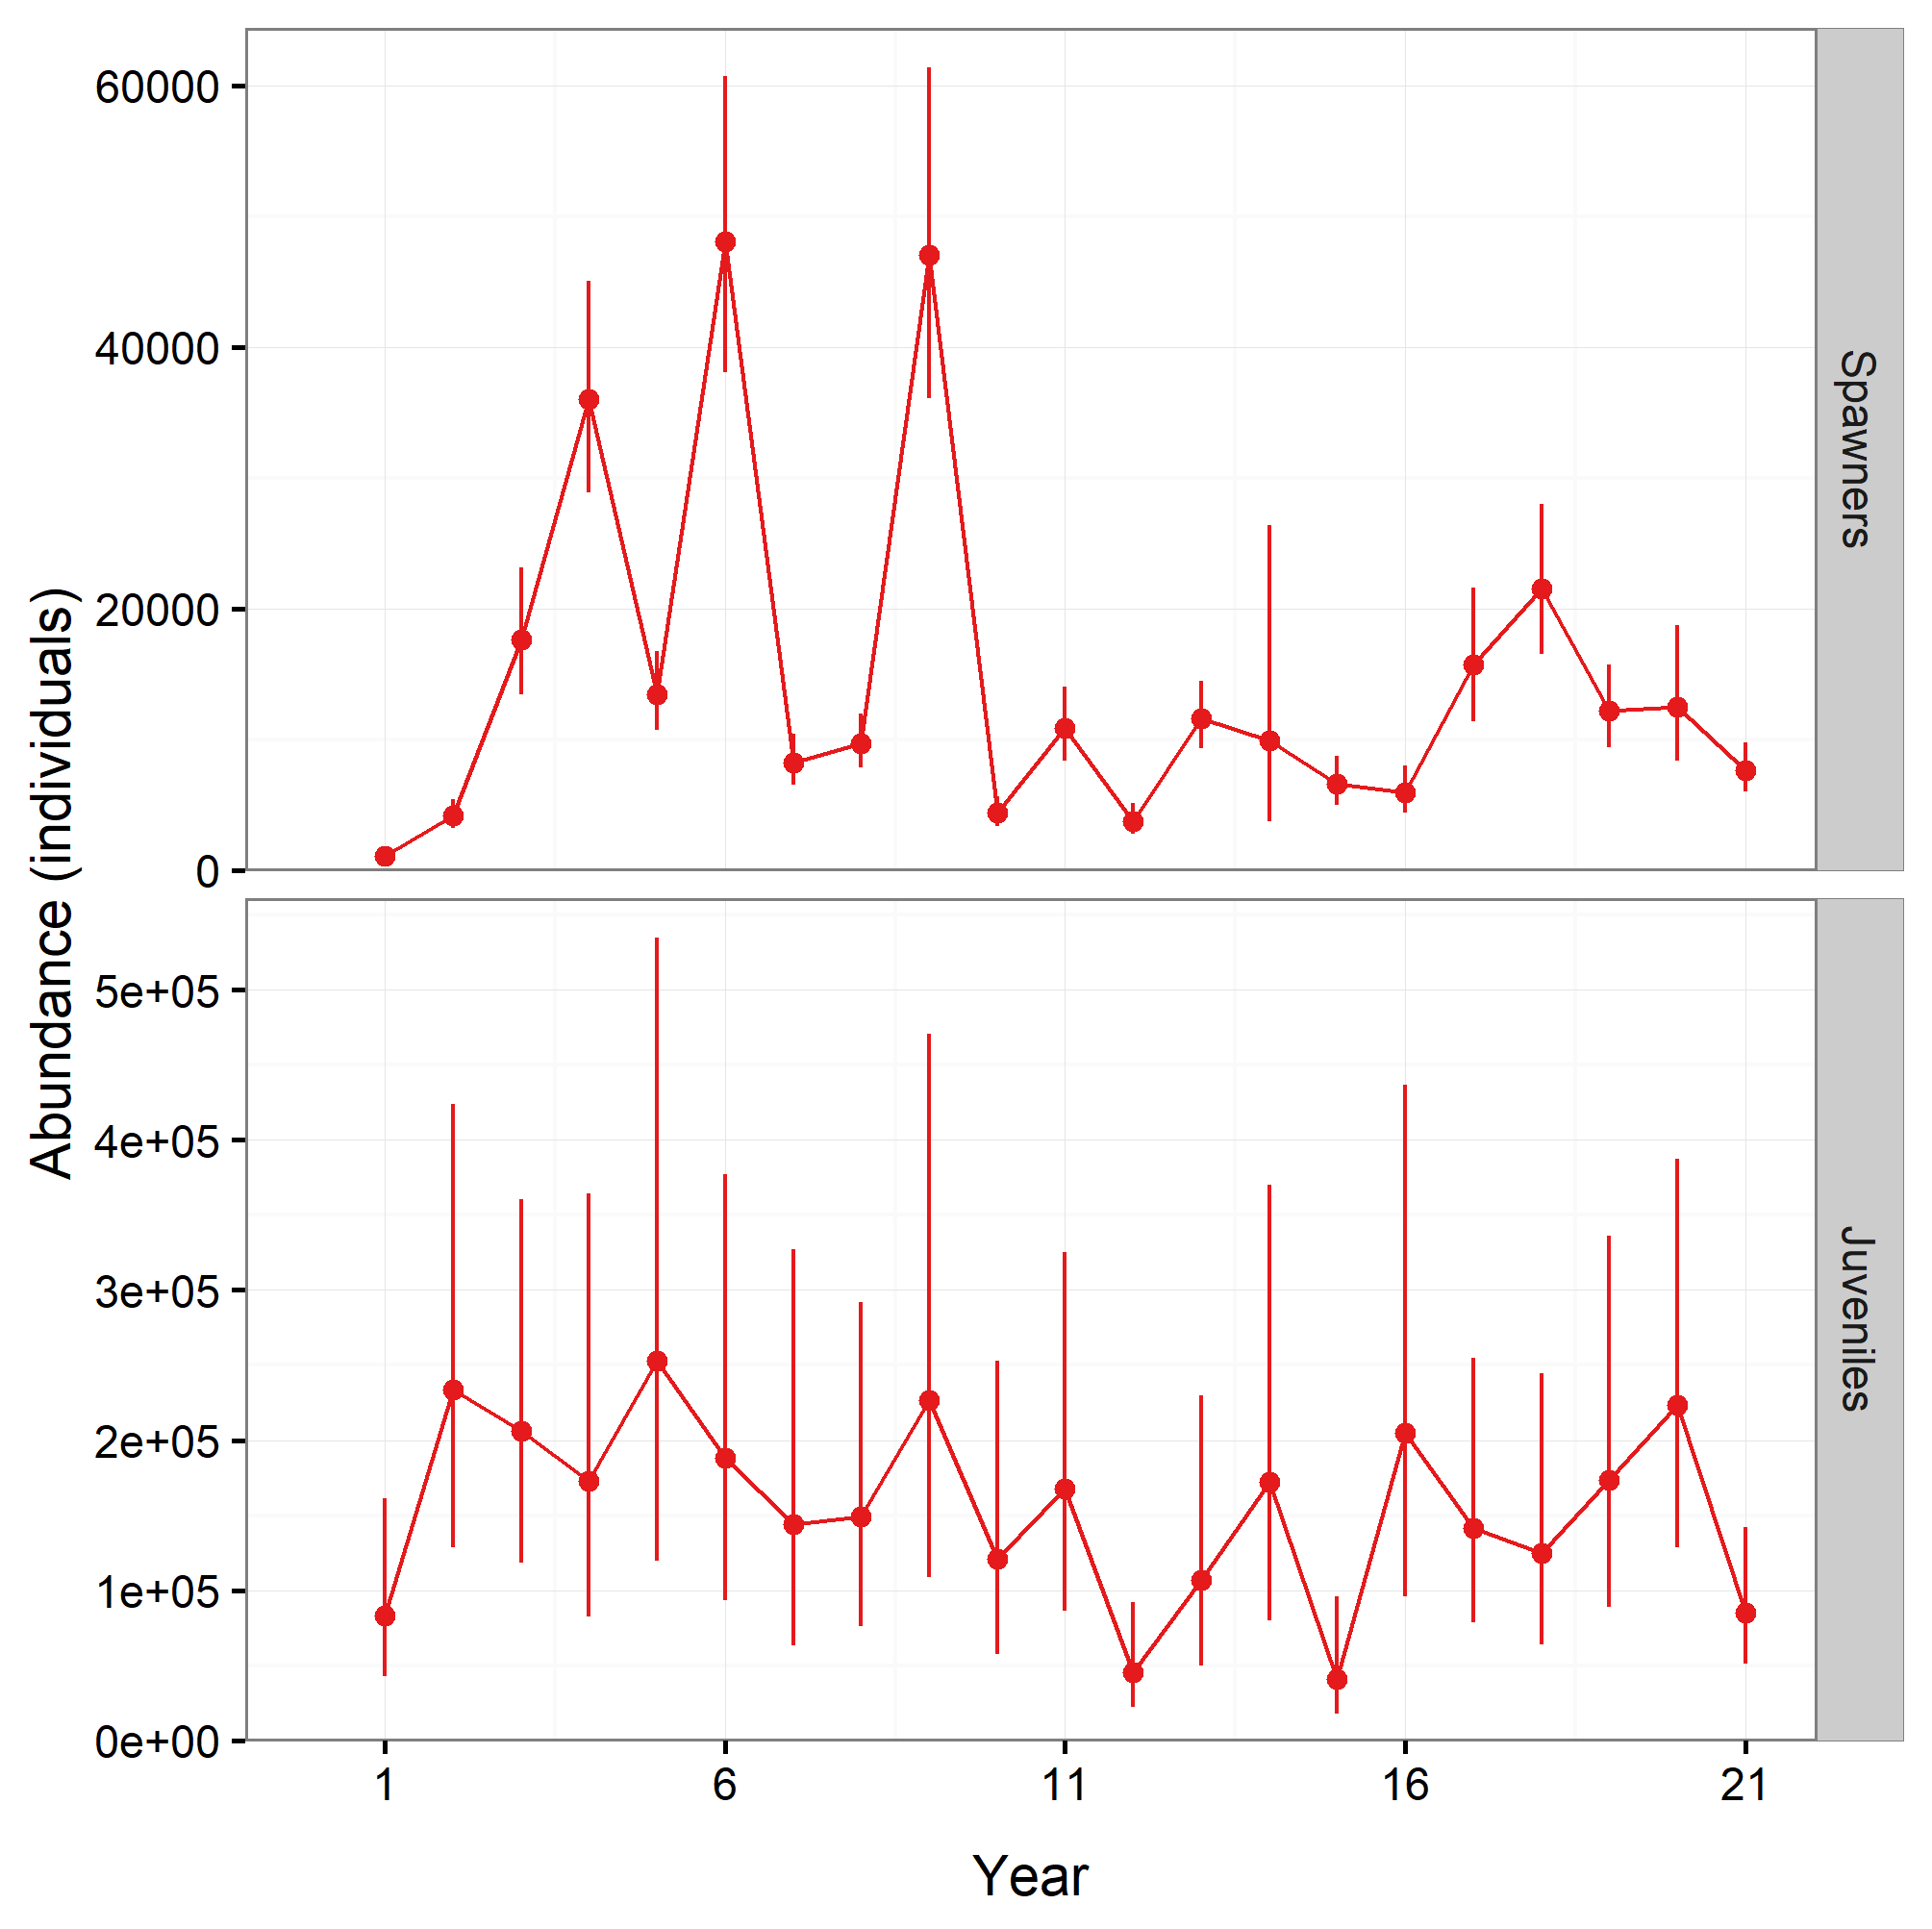 60000
40000
20000
0
Spawners
Abundance (individuals)
5e+05
4e+05
3e+05
2e+05
1e+05
0e+00
Juveniles
1 6 11 16 21
Year